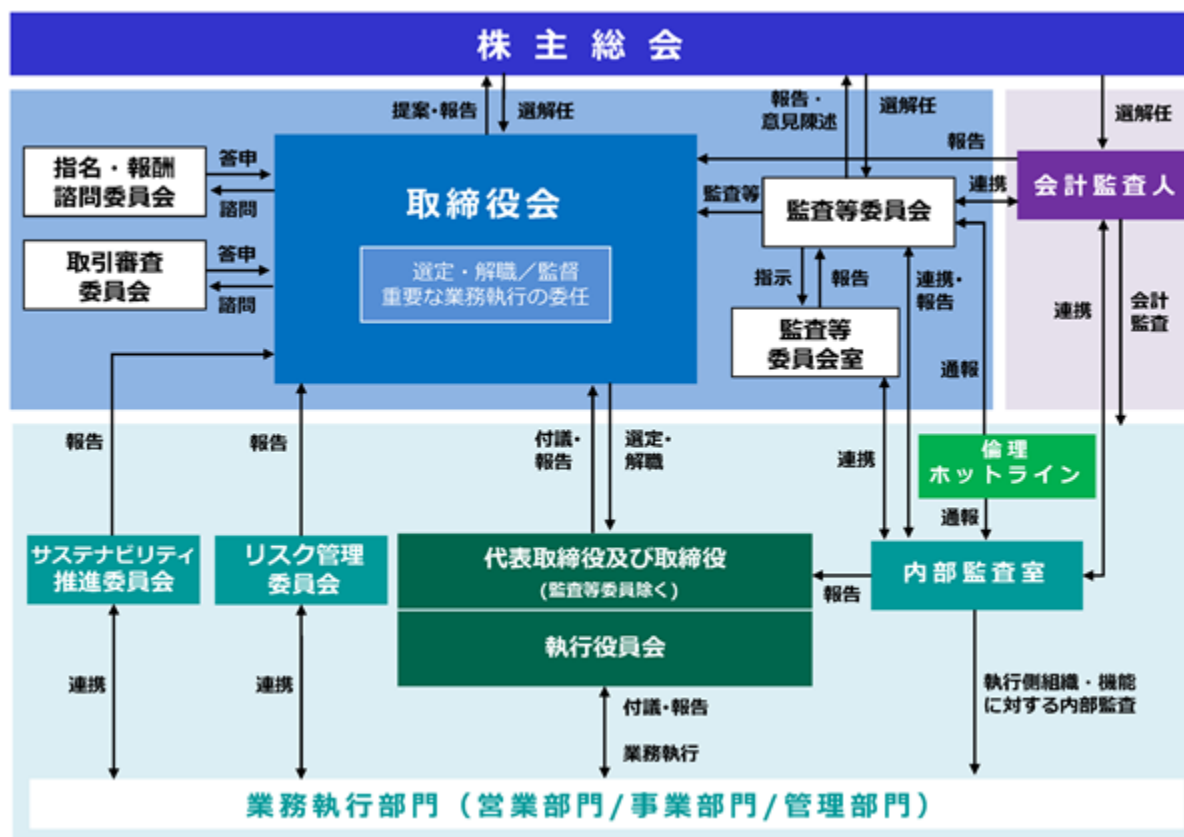 株主総会
提案・報告
選解任
報告・
意見陳述
選解任
選解任
指名・報酬
諮問委員会
答申
諮問
取締役会
選定・解職／監督
重要な業務執行の委任
報告
監査等
監査等委員会
連携
会計監査人
取引審査
委員会
答申
諮問
指示
報告
連携・
報告
監査等
委員会室
通報
連携
会計
監査
報告
報告
付議・
報告
選定・
解職
連携
倫理
ホットライン
通報
サステナビリティ
推進委員会
リスク管理
委員会
代表取締役及び取締役
(監査等委員除く)
執行役員会
報告
内部監査室
連携
連携
付議・報告
業務執行
執行側組織・機能
に対する内部監査
業務執行部門（営業部門/事業部門/管理部門）